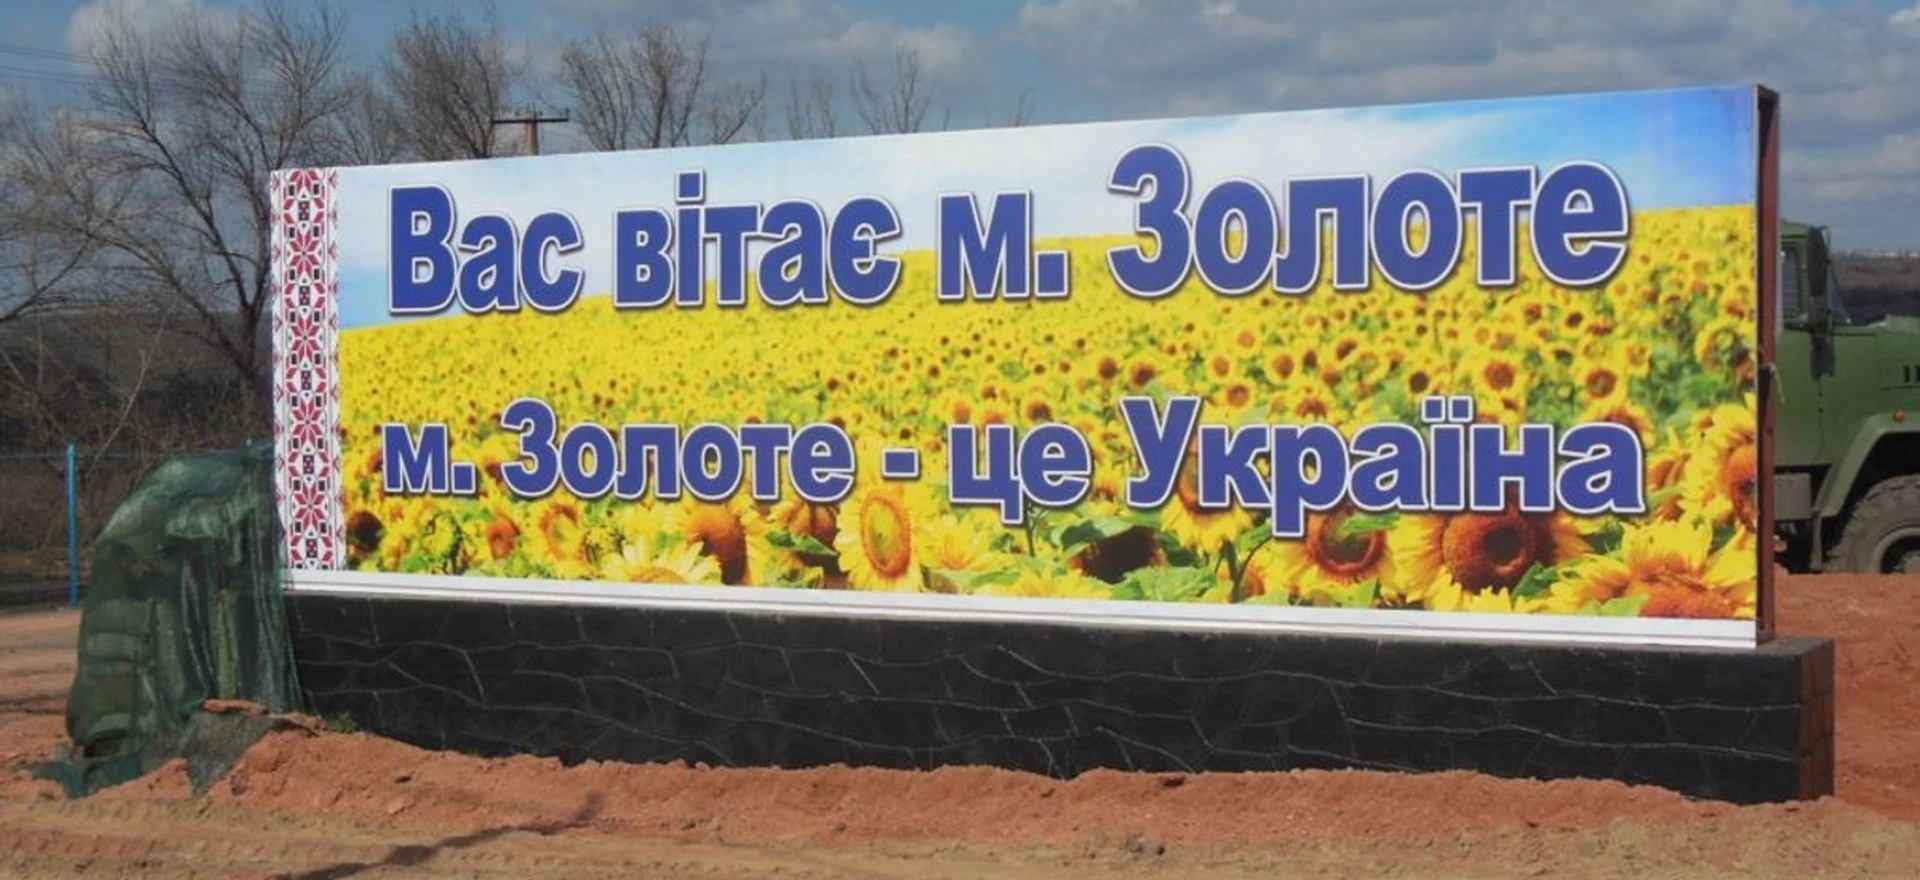 Вас вітає м. Золоте
м. Золоте - це Україна